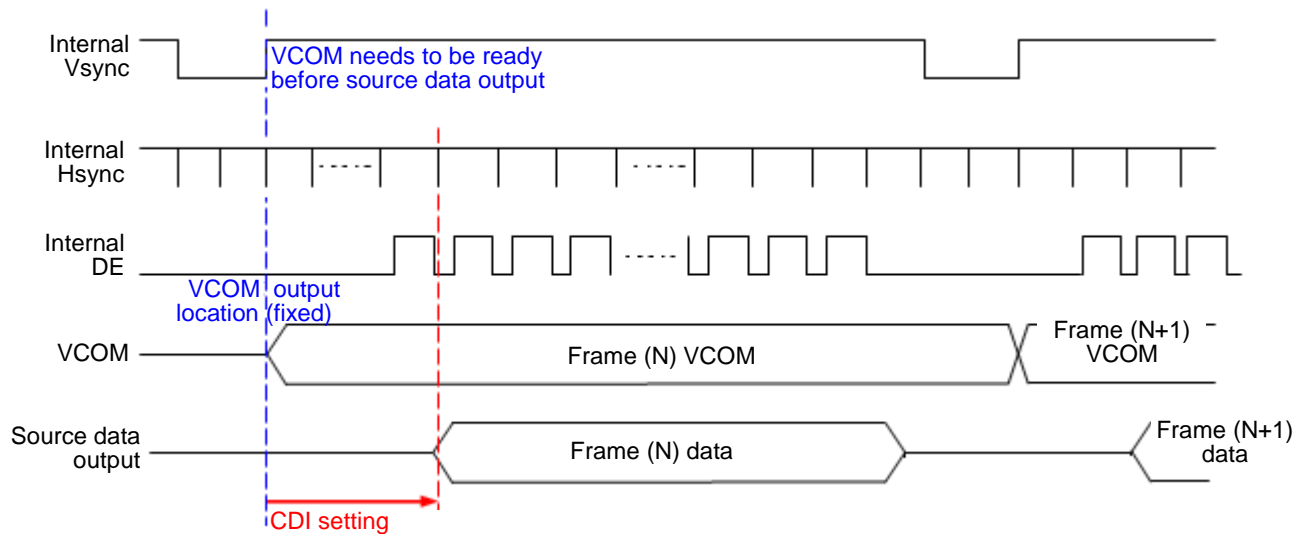 Internal
Vsync
VCOM needs to be ready
before source data output
Internal
Hsync
Internal
DE
VCOM output
location (fixed)
VCOM
Frame (N) VCOM
Frame (N+1)
VCOM
Source data
output
Frame (N) data
Frame (N+1)
data
CDI setting